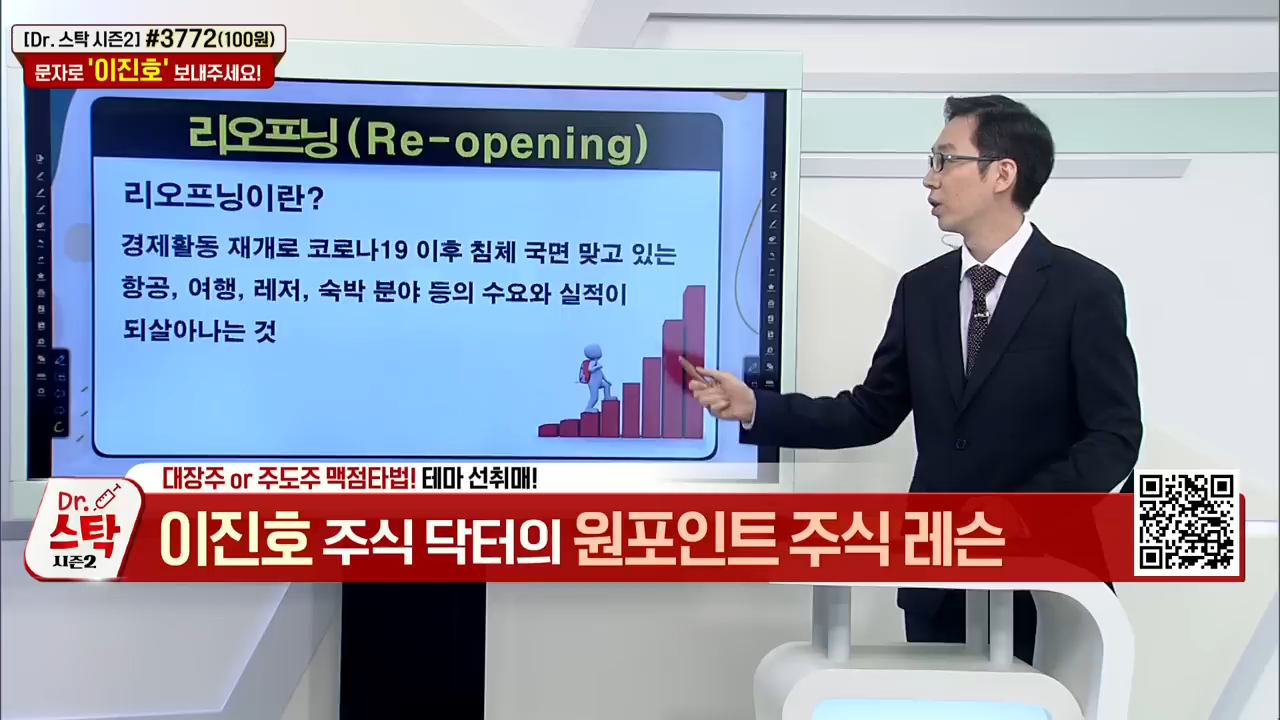 [Dr. 스탁 시즌2] #3772(100원)
문자로 '이진호' 보내주세요!
리오프닝(Re-opening)
리오프닝이란?
경제활동 재개로 코로나19 이후 침체 국면 맞고 있는
항공, 여행, 레저, 숙박 분야 등의 수요와 실적이
되살아나는 것
대장주 or 주도주 맥점타법! 테마 선취매!
Dr.
스탁
시즌2
이진호 주식 닥터의 원포인트 주식 레슨